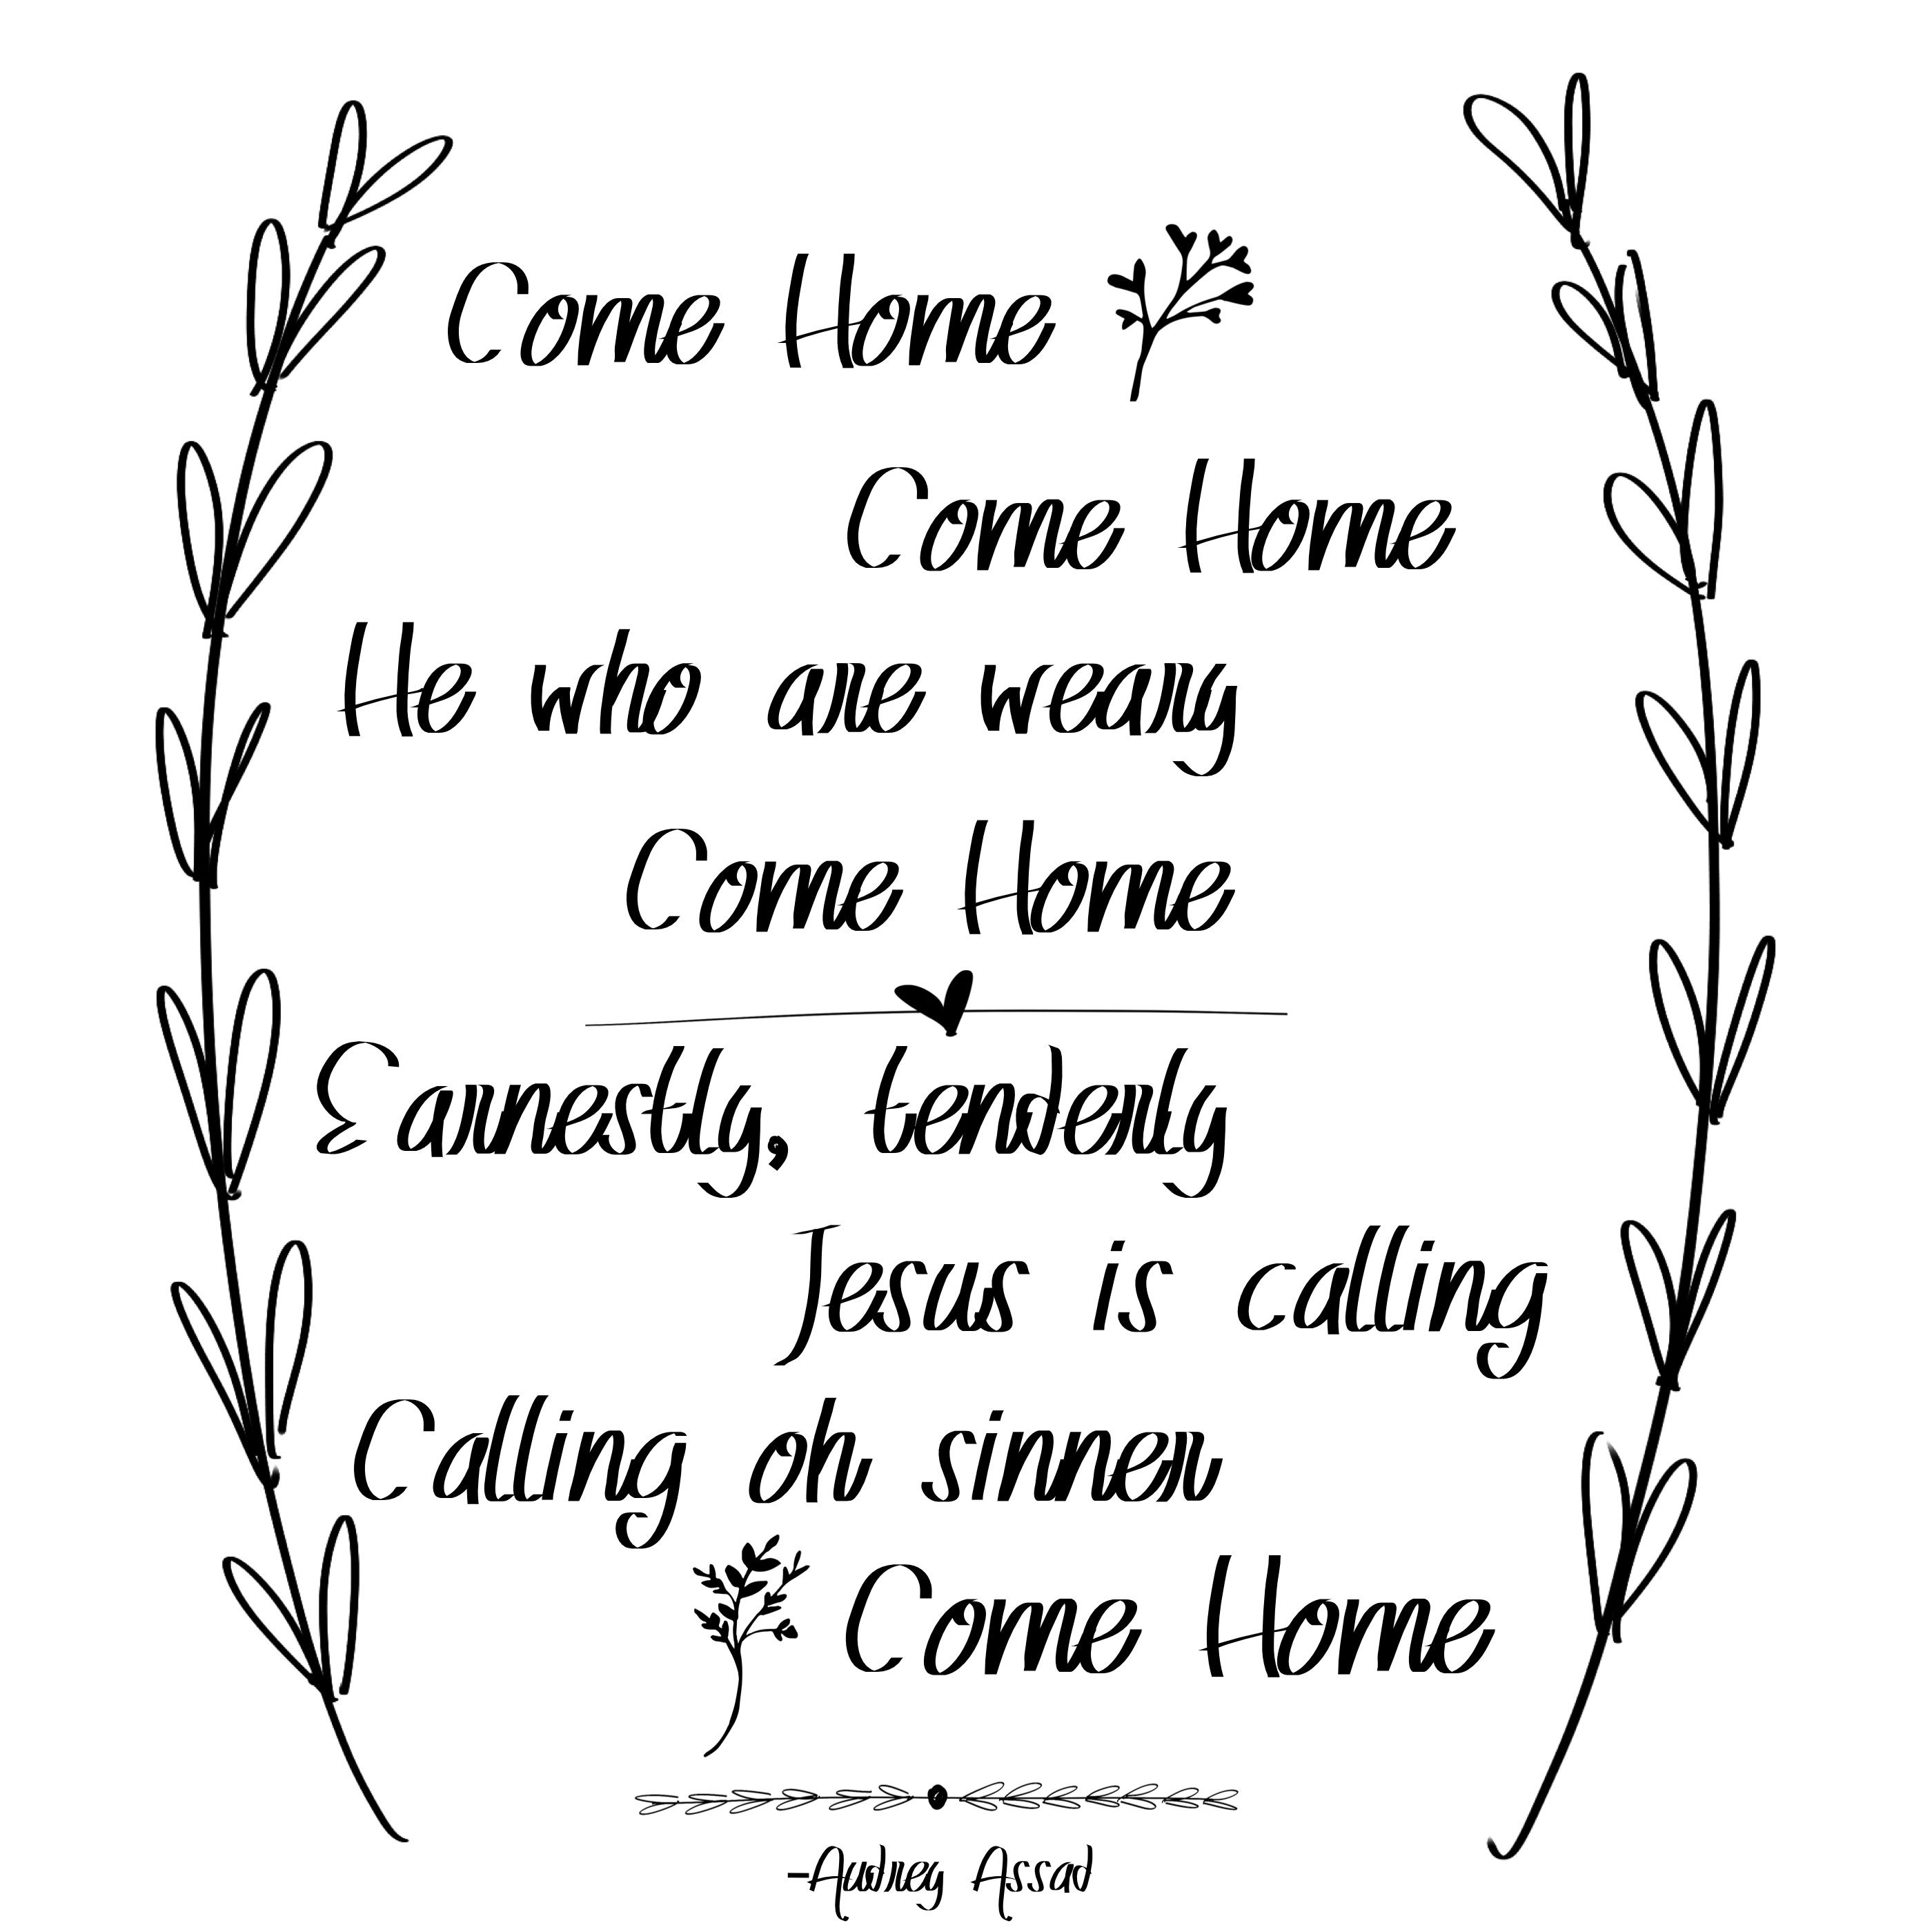 Come Home
Come Home
He who are weary
Come Home
Earnestly, tenderly
Jesus is calling
Calling oh sinner
Come Home
-Audrey Assad